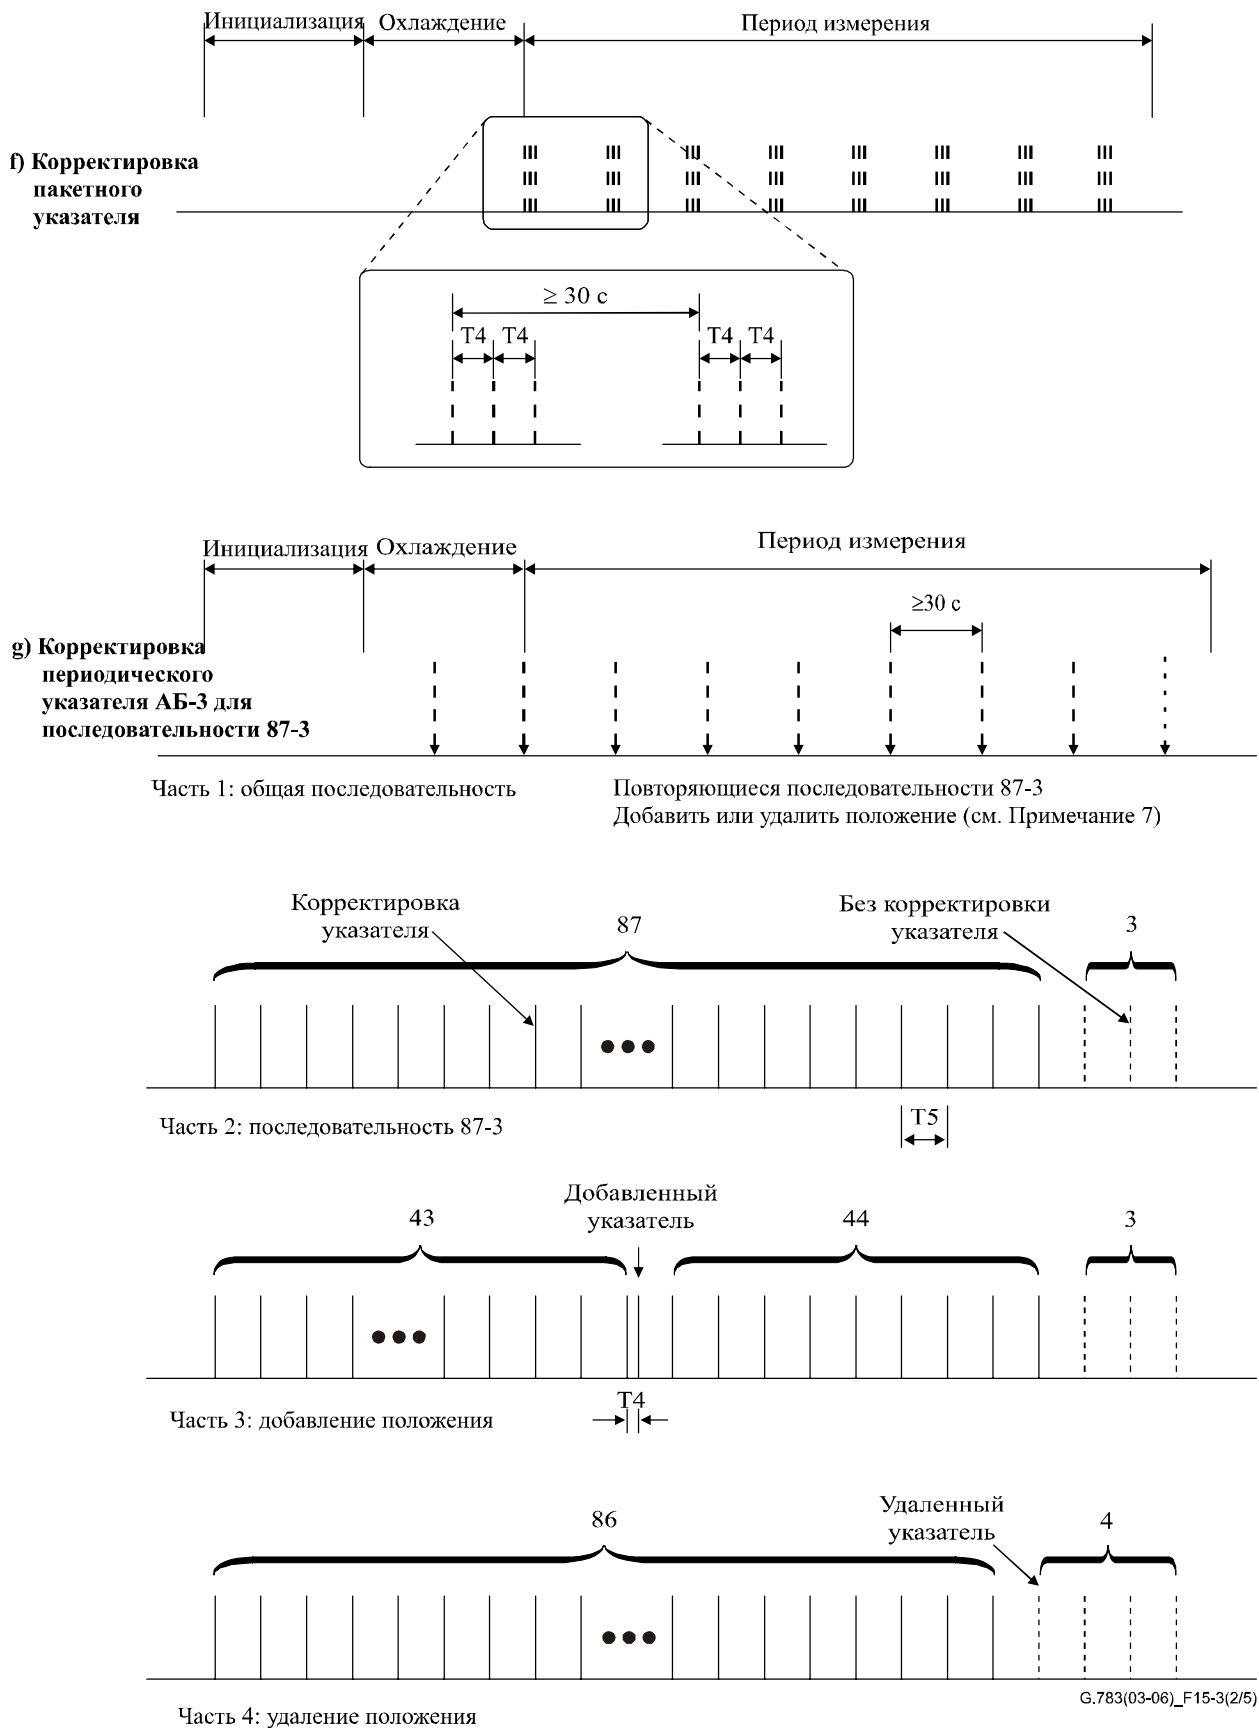 Инициализация Охлаждение Период измерения
f) Корректировка
пакетного
указателя
≥ 30 с
T4 T4 T4 T4
Инициализация Охлаждение Период измерения
≥30 с
g) Корректировка
периодического
указателя АБ-3 для
последовательности 87-3
Часть 1: общая последовательность
Повторяющиеся последовательности 87-3
Добавить или удалить положение (см. Примечание 7)
Корректировка
указателя
87
Без корректировки
указателя
3
Часть 2: последовательность 87-3
T5
43
Добавленный
указатель
44
3
T4
Часть 3: добавление положения
86
Удаленный
указатель
4
G.783(03-06)_F15-3(2/5)
Часть 4: удаление положения